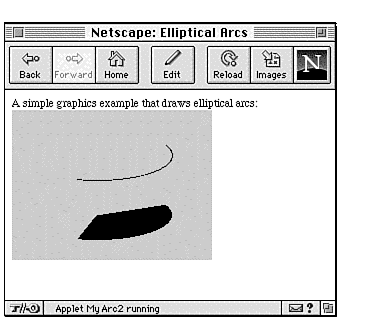 Netscape: Elliptical Arcs
Back Forward Home Edit Reload Images N
A simple graphics example that draws elliptical arcs:
Applet MyArc2 running ?